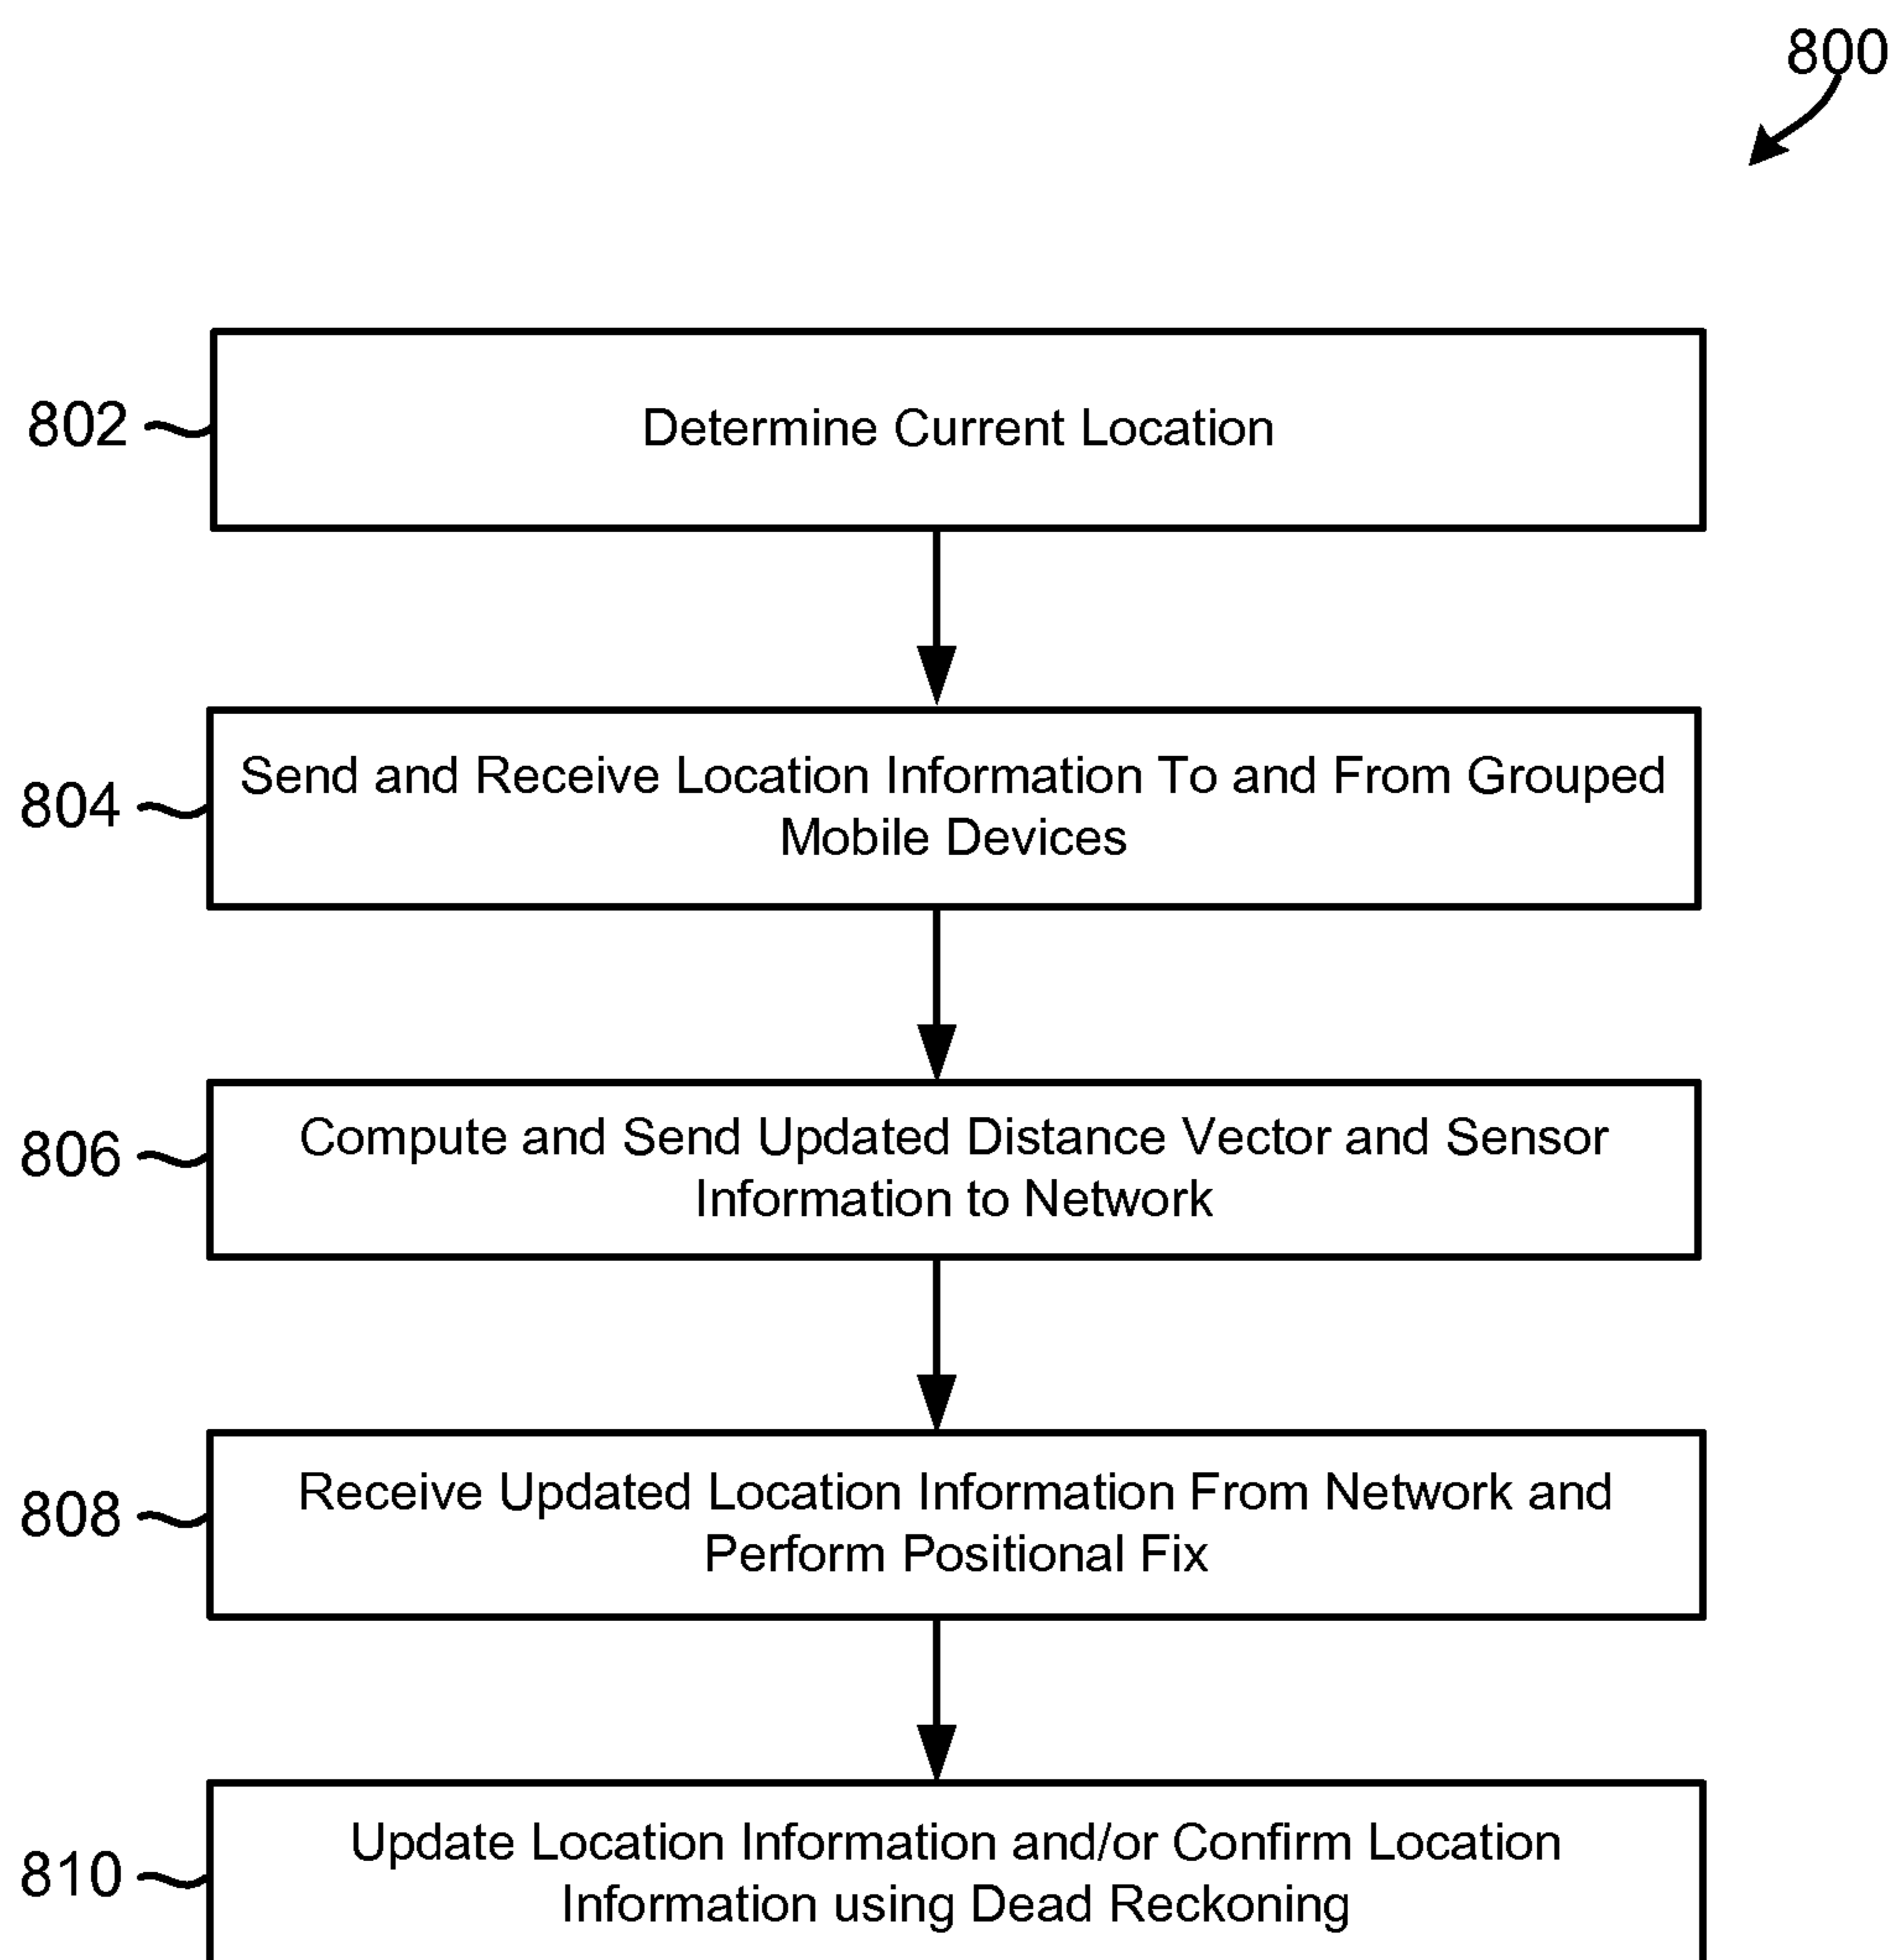 800
802
Determine Current Location
804
Send and Receive Location Information To and From Grouped
Mobile Devices
806
Compute and Send Updated Distance Vector and Sensor
Information to Network
808
Receive Updated Location Information From Network and
Perform Positional Fix
810
Update Location Information and/or Confirm Location
Information using Dead Reckoning